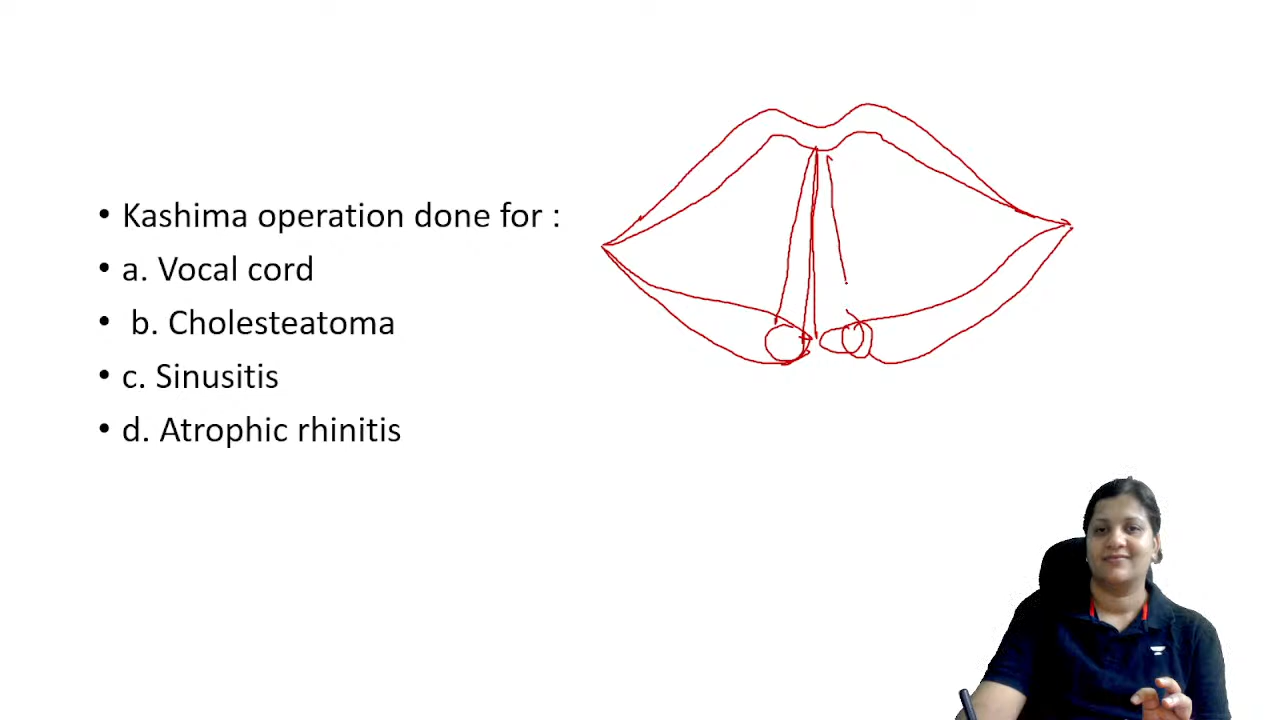 • Kashima operation done for :
• a. Vocal cord
• b. Cholesteatoma
• c. Sinusitis
• d. Atrophic rhinitis